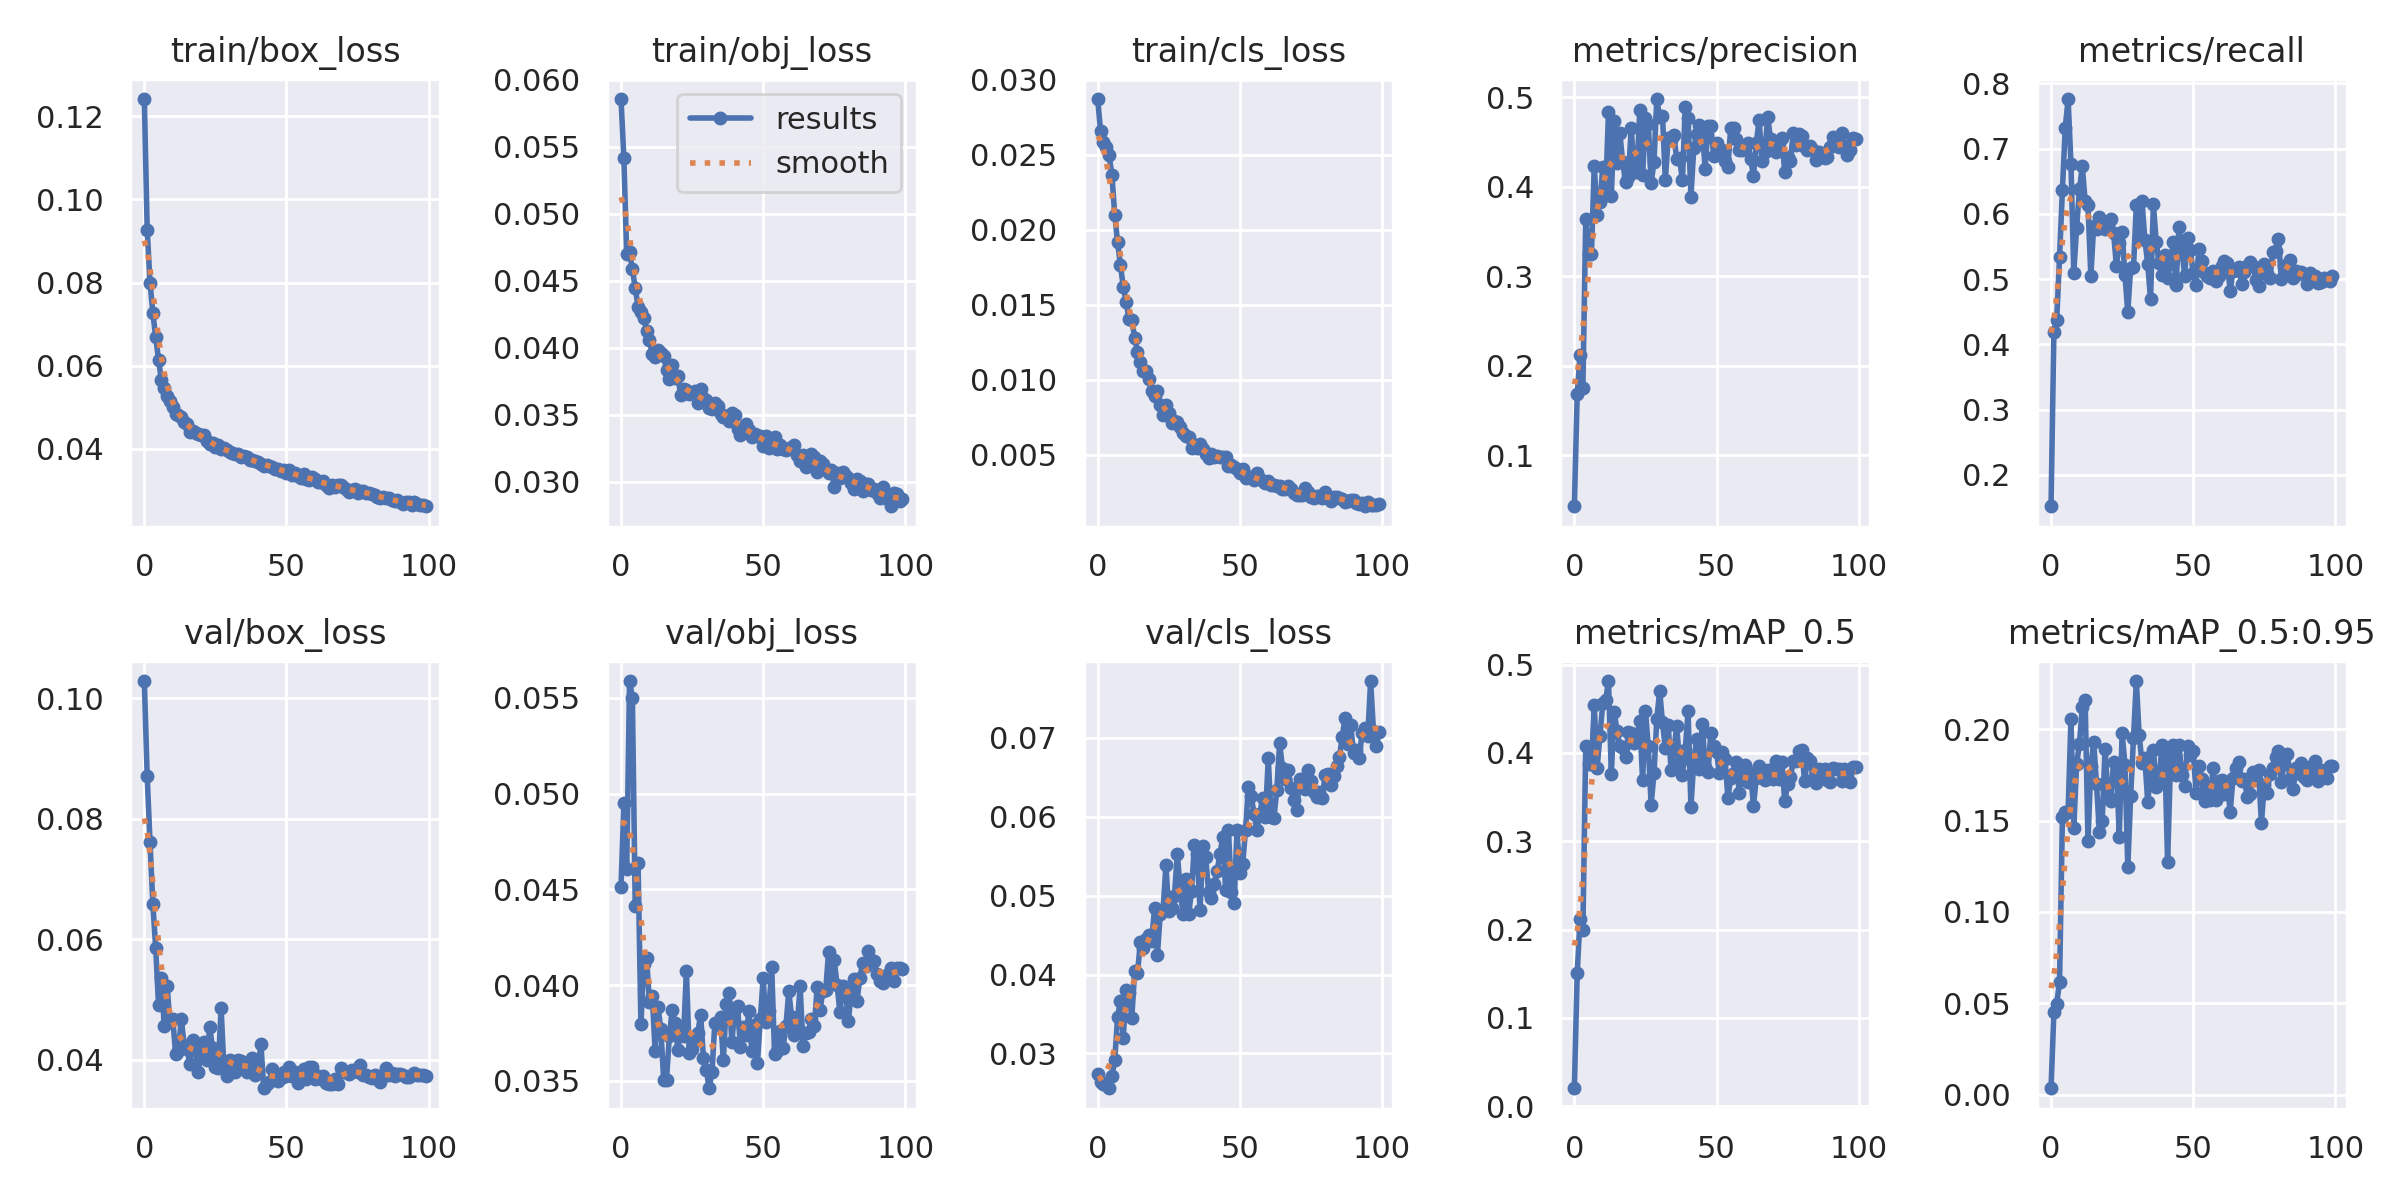 train/box_loss
train/obj_loss
train/cls_loss
metrics/precision
metrics/recall
0.12
0.10
0.08
0.06
0.04
0 50 100
0.060
0.055
0.050
0.045
0.040
0.035
0.030
results
smooth
0 50 100
0.030
0.025
0.020
0.015
0.010
0.005
0 50 100
0.5
0.4
0.3
0.2
0.1
0 50 100
0.8
0.7
0.6
0.5
0.4
0.3
0.2
0 50 100
val/box_loss
val/obj_loss
val/cls_loss
metrics/mAP_0.5
metrics/mAP_0.5:0.95
0.10
0.08
0.06
0.04
0 50 100
0.055
0.050
0.045
0.040
0.035
0 50 100
0.07
0.06
0.05
0.04
0.03
0 50 100
0.5
0.4
0.3
0.2
0.1
0.0
0 50 100
0.20
0.15
0.10
0.05
0.00
0 50 100